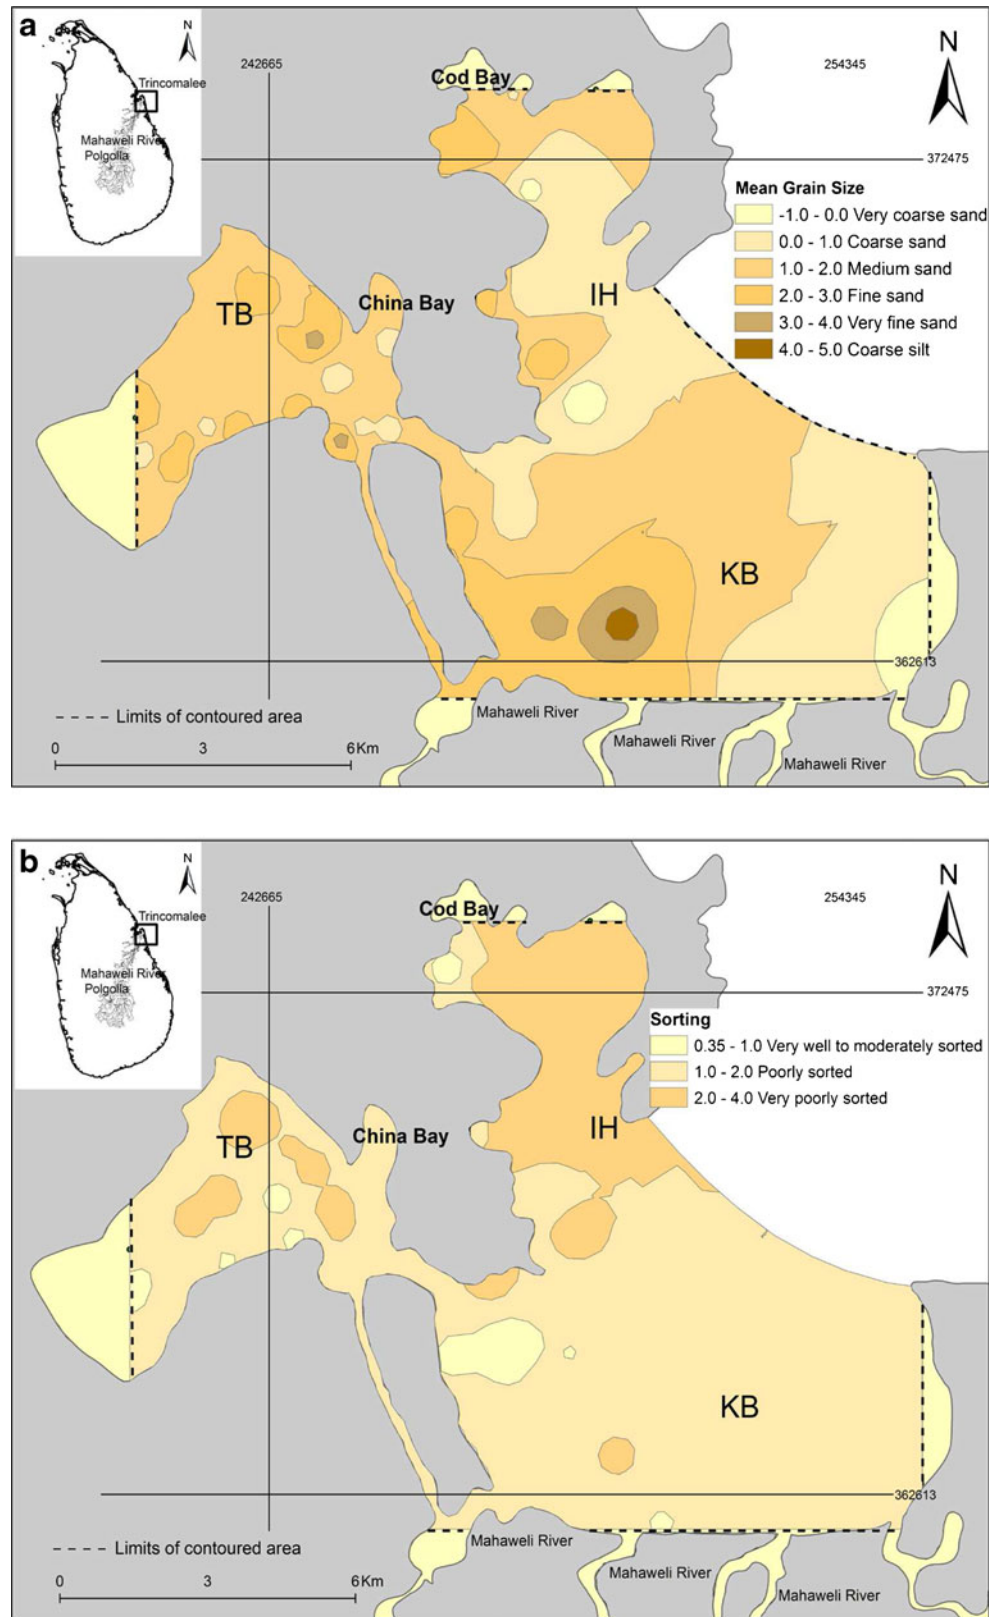 a
N
Trincomalee
Mahaweli River
Polgolla
242665
Cod Bay
254345
N
372475
Mean Grain Size
-1.0 - 0.0 Very coarse sand
0.0 - 1.0 Coarse sand
1.0 - 2.0 Medium sand
2.0 - 3.0 Fine sand
3.0 - 4.0 Very fine sand
4.0 - 5.0 Coarse silt
TB
China Bay
IH
KB
362613
Limits of contoured area
0 3 6Km
Mahaweli River
Mahaweli River
Mahaweli River
b
N
Trincomalee
Mahaweli River
Polgolla
242665
Cod Bay
254345
N
372475
Sorting
0.35 - 1.0 Very well to moderately sorted
1.0 - 2.0 Poorly sorted
2.0 - 4.0 Very poorly sorted
TB
China Bay
IH
KB
362613
Limits of contoured area
0 3 6Km
Mahaweli River
Mahaweli River
Mahaweli River